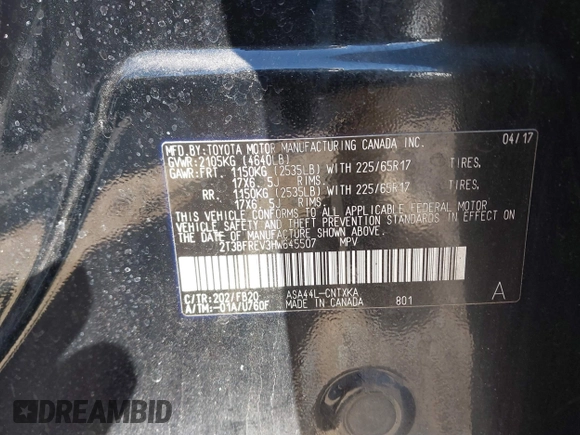 MFD.BY:TOYOTA MOTOR MANUFACTURING CANADA INC.
04/17
GVWR:2105KG (4640LB)
GAWR:FRT. 1150KG (2535LB) WITH 225/65R17 TIRES,
17X6.5J RIMS
RR. 1150KG (2535LB) WITH 225/65R17 TIRES,
17X6.5J RIMS
THIS VEHICLE CONFORMS TO ALL APPLICABLE FEDERAL MOTOR
VEHICLE SAFETY AND THEFT PREVENTION STANDARDS IN EFFECT ON
THE DATE OF MANUFACTURE SHOWN ABOVE.
2T3BFREV3HW645507 MPV
C/TR:202/FB20 ASA44L-CNTXKA
A/TM:-01A/U760F MADE IN CANADA 801 A
DREAMBID